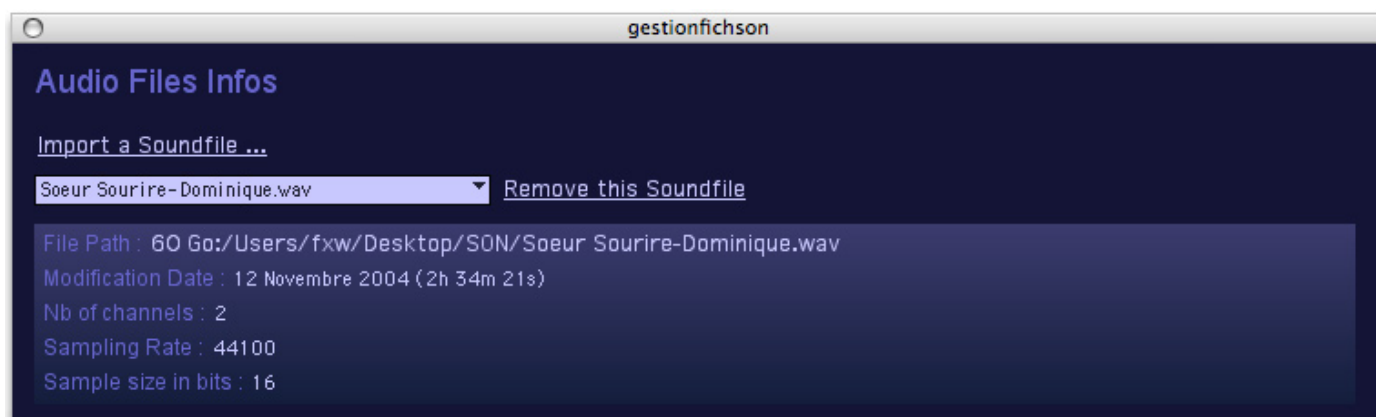 gestionfichson
Audio Files Infos
Import a Soundfile ...
Soeur Sourire-Dominique.wav Remove this Soundfile
File Path : 60 Go:/Users/fxw/Desktop/SON/Soeur Sourire-Dominique.wav
Modification Date : 12 Novembre 2004 (2h 34m 21s)
Nb of channels : 2
Sampling Rate : 44100
Sample size in bits : 16